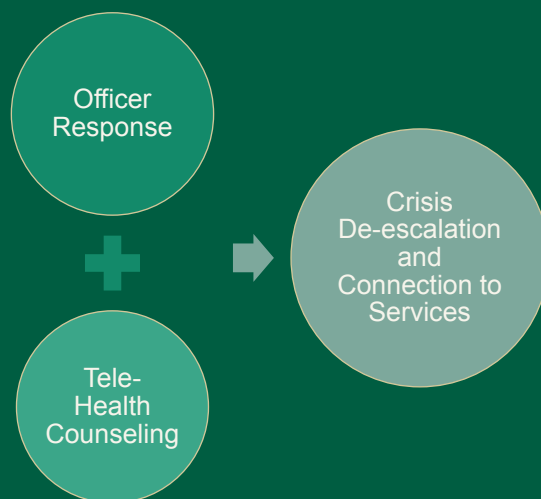 Officer
Response
Tele-
Health
Counseling
Crisis
De-escalation
and
Connection to
Services